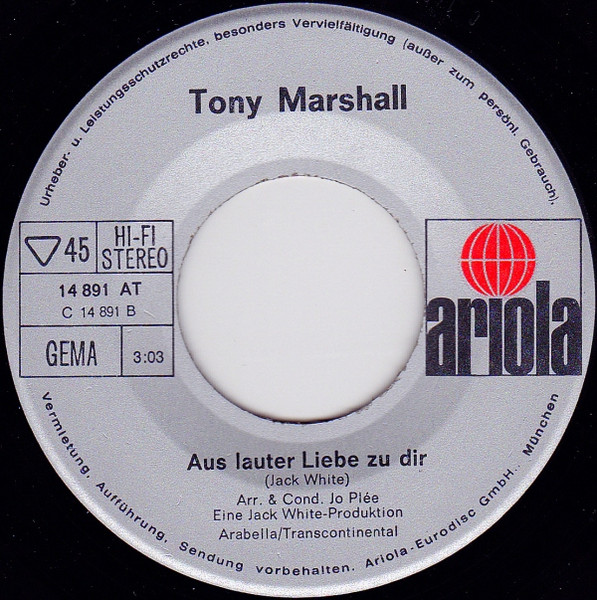 Urheber- u. Leistungsschutzrechte, besonders Vervielfältigung (außer zum persönl. Gebrauch),
Tony Marshall
45
HI-FI
STEREO
14 891 AT
C 14 891 B
GEMA
3:03
ariola
Aus lauter Liebe zu dir
(Jack White)
Arr. & Cond. Jo Plée
Eine Jack White-Produktion
Arabella/Transcontinental
Vermietung, Aufführung, Sendung vorbehalten. Ariola-Eurodisc GmbH., München